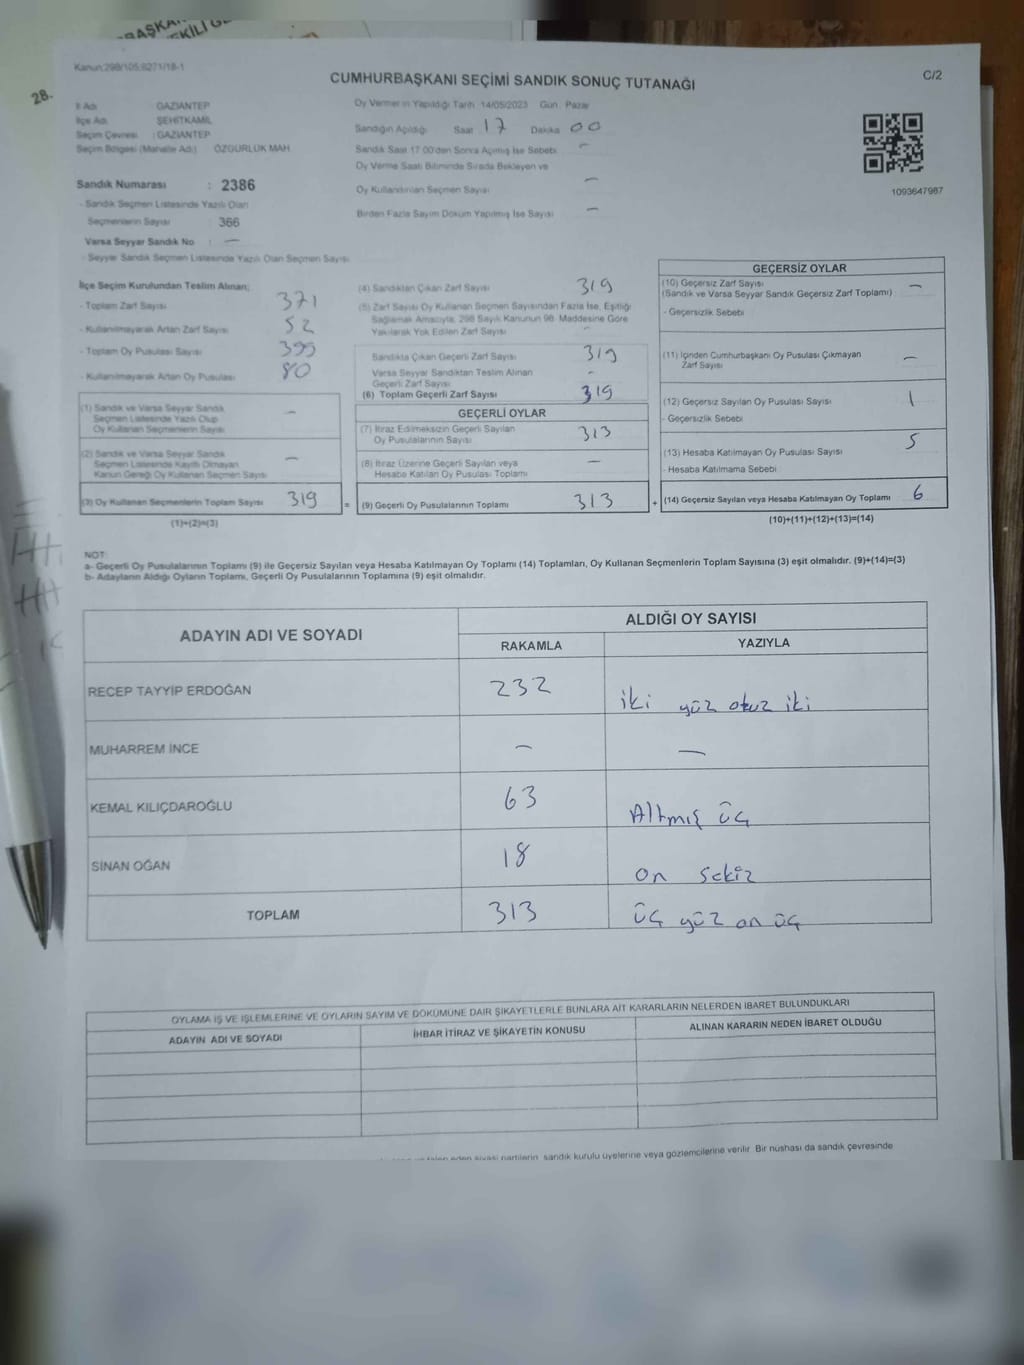 Kanun:298/105;6271/18-1
28.
CUMHURBAŞKANI SEÇİMİ SANDIK SONUÇ TUTANAĞI
C/2
İl Adı : GAZİANTEP
İlçe Adı : ŞEHİTKAMİL
Seçim Çevresi : GAZİANTEP
Seçim Bölgesi (Mahalle Adı) : ÖZGÜRLÜK MAH
Sandık Numarası : 2386
- Sandık Seçmen Listesinde Yazılı Olan
Seçmenlerin Sayısı : 366
Varsa Seyyar Sandık No : —
- Seyyar Sandık Seçmen Listesinde Yazılı Olan Seçmen Sayısı
Oy Vermenin Yapıldığı Tarih 14/05/2023 Gün Pazar
Sandığın Açıldığı Saat 17 Dakika 00
Sandık Saat 17.00'den Sonra Açılmış İse Sebebi —
Oy Verme Saati Bitiminde Sırada Bekleyen ve
Oy Kullandırılan Seçmen Sayısı —
Birden Fazla Sayım Döküm Yapılmış İse Sayısı —
1093647987
İlçe Seçim Kurulundan Teslim Alınan;
- Toplam Zarf Sayısı 371
- Kullanılmayarak Artan Zarf Sayısı 52
- Toplam Oy Pusulası Sayısı 399
- Kullanılmayarak Artan Oy Pusulası 80
(1) Sandık ve Varsa Seyyar Sandık
Seçmen Listesinde Yazılı Olup
Oy Kullanan Seçmenlerin Sayısı —
(2) Sandık ve Varsa Seyyar Sandık
Seçmen Listesinde Kayıtlı Olmayan
Kanun Gereği Oy Kullanan Seçmen Sayısı —
(3) Oy Kullanan Seçmenlerin Toplam Sayısı 319 =
(1)+(2)=(3)
(4) Sandıktan Çıkan Zarf Sayısı 319
(5) Zarf Sayısı Oy Kullanan Seçmen Sayısından Fazla İse, Eşitliği
Sağlamak Amacıyla, 298 Sayılı Kanunun 98. Maddesine Göre
Yakılarak Yok Edilen Zarf Sayısı -
Sandıkta Çıkan Geçerli Zarf Sayısı 319
Varsa Seyyar Sandıktan Teslim Alınan
Geçerli Zarf Sayısı -
(6) Toplam Geçerli Zarf Sayısı 319
GEÇERLİ OYLAR
(7) İtiraz Edilmeksizin Geçerli Sayılan
Oy Pusulalarının Sayısı 313
(8) İtiraz Üzerine Geçerli Sayılan veya
Hesaba Katılan Oy Pusulası Toplamı —
(9) Geçerli Oy Pusulalarının Toplamı 313 +
GEÇERSİZ OYLAR
(10) Geçersiz Zarf Sayısı —
(Sandık ve Varsa Seyyar Sandık Geçersiz Zarf Toplamı)
- Geçersizlik Sebebi
(11) İçinden Cumhurbaşkanı Oy Pusulası Çıkmayan
Zarf Sayısı —
(12) Geçersiz Sayılan Oy Pusulası Sayısı 1
- Geçersizlik Sebebi
(13) Hesaba Katılmayan Oy Pusulası Sayısı 5
- Hesaba Katılmama Sebebi
(14) Geçersiz Sayılan veya Hesaba Katılmayan Oy Toplamı 6
(10)+(11)+(12)+(13)=(14)
NOT:
a- Geçerli Oy Pusulalarının Toplamı (9) ile Geçersiz Sayılan veya Hesaba Katılmayan Oy Toplamı (14) Toplamları, Oy Kullanan Seçmenlerin Toplam Sayısına (3) eşit olmalıdır. (9)+(14)=(3)
b- Adayların Aldığı Oyların Toplamı, Geçerli Oy Pusulalarının Toplamına (9) eşit olmalıdır.
ADAYIN ADI VE SOYADI
ALDIĞI OY SAYISI
RAKAMLA YAZIYLA
RECEP TAYYİP ERDOĞAN 232 iki yüz otuz iki
MUHARREM İNCE — —
KEMAL KILIÇDAROĞLU 63 Altmış üç
SİNAN OĞAN 18 on sekiz
TOPLAM 313 üç yüz on üç
OYLAMA İŞ VE İŞLEMLERİNE VE OYLARIN SAYIM VE DÖKÜMÜNE DAİR ŞİKAYETLERLE BUNLARA AİT KARARLARIN NELERDEN İBARET BULUNDUKLARI
ADAYIN ADI VE SOYADI İHBAR İTİRAZ VE ŞİKAYETİN KONUSU ALINAN KARARIN NEDEN İBARET OLDUĞU
talep eden siyasi partilerin, sandık kurulu üyelerine veya gözlemcilerine verilir. Bir nüshası da sandık çevresinde